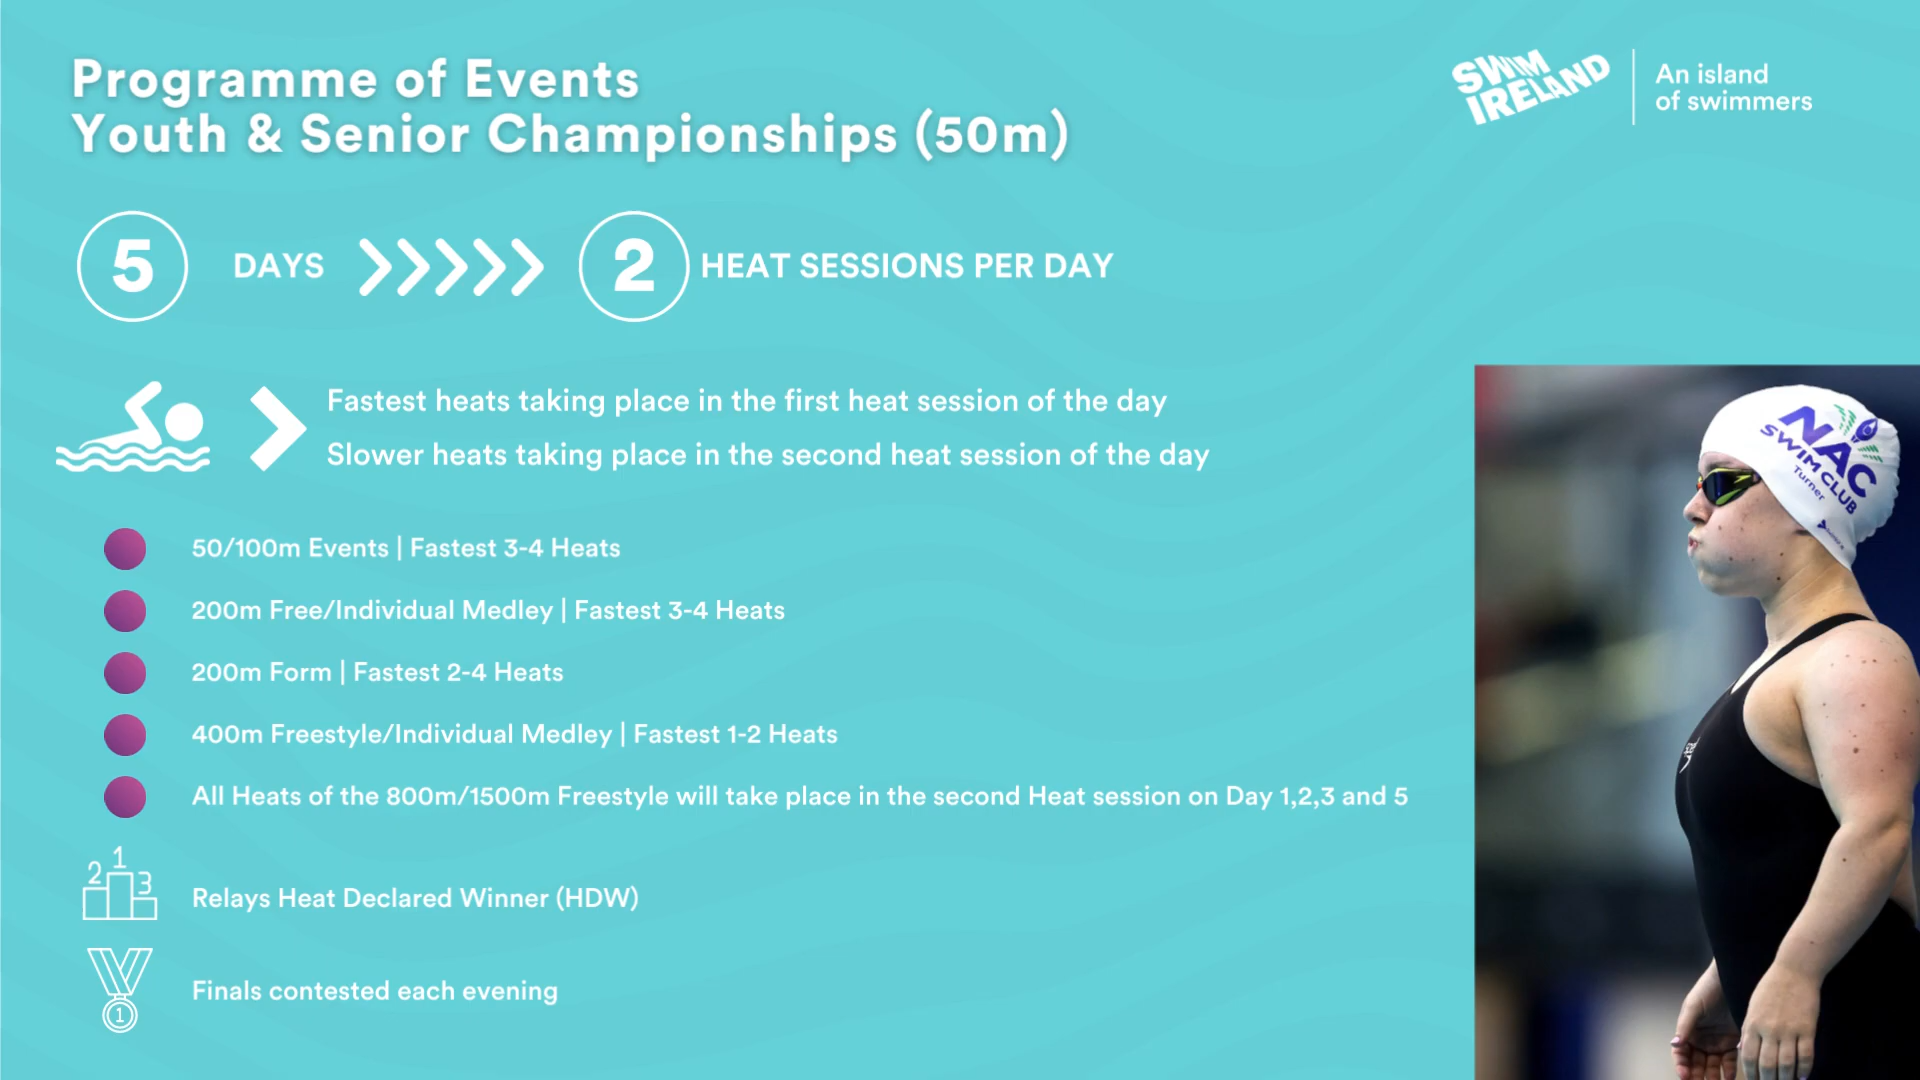 Programme of Events
Youth & Senior Championships (50m)
SWIM
IRELAND
An island
of swimmers
5 DAYS 2 HEAT SESSIONS PER DAY
Fastest heats taking place in the first heat session of the day
Slower heats taking place in the second heat session of the day
50/100m Events | Fastest 3-4 Heats
200m Free/Individual Medley | Fastest 3-4 Heats
200m Form | Fastest 2-4 Heats
400m Freestyle/Individual Medley | Fastest 1-2 Heats
All Heats of the 800m/1500m Freestyle will take place in the second Heat session on Day 1,2,3 and 5
2 1 3
Relays Heat Declared Winner (HDW)
1
Finals contested each evening
NAC
SWIM CLUB
Turner